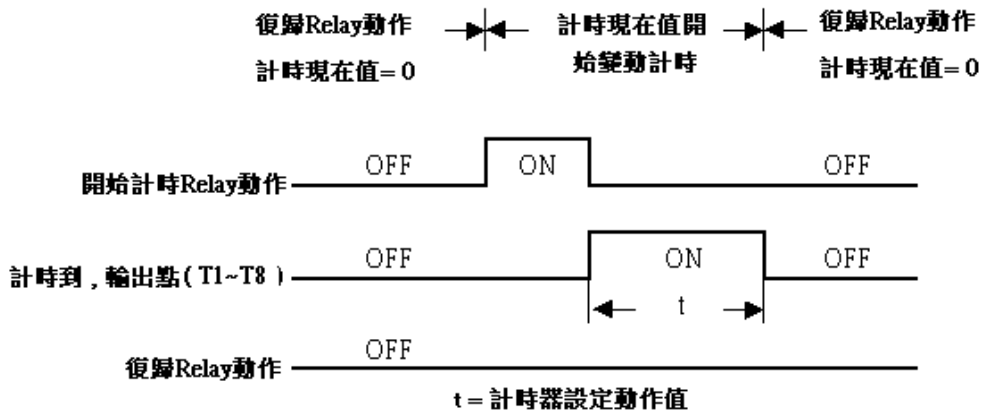 復歸Relay動作
計時現在值= 0
計時現在值開
始變動計時
復歸Relay動作
計時現在值= 0
開始計時Relay動作
OFF
ON
OFF
計時到 , 輸出點( T1~T8 )
OFF
ON
OFF
t
復歸Relay動作
OFF
t = 計時器設定動作值